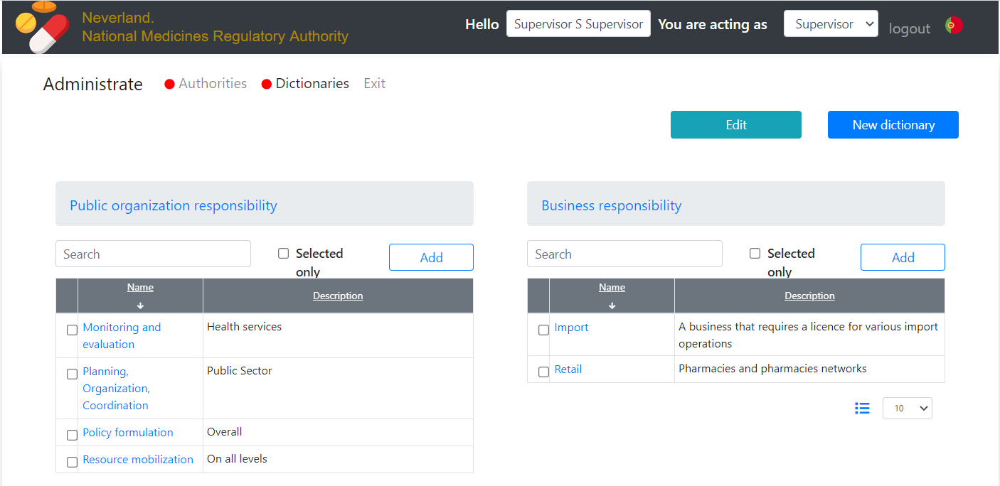 Neverland.
National Medicines Regulatory Authority
Hello Supervisor S Supervisor You are acting as Supervisor logout
Administrate Authorities Dictionaries Exit
Edit New dictionary
Public organization responsibility
Search Selected only Add
Name Description
Monitoring and evaluation Health services
Planning, Organization, Coordination Public Sector
Policy formulation Overall
Resource mobilization On all levels
Business responsibility
Search Selected only Add
Name Description
Import A business that requires a licence for various import operations
Retail Pharmacies and pharmacies networks
10